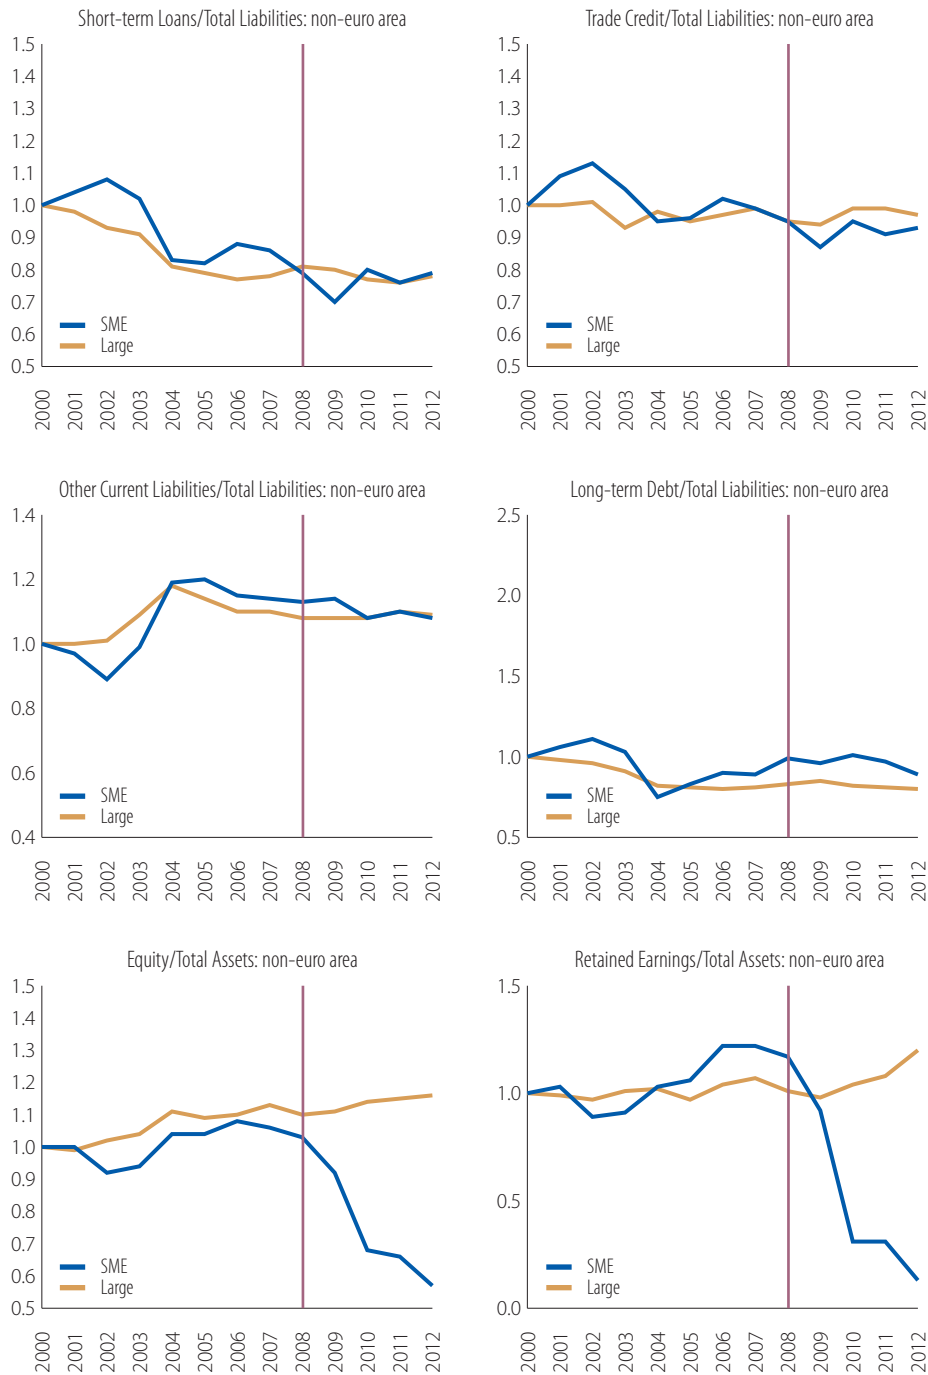 Short-term Loans/Total Liabilities: non-euro area
1.5
1.4
1.3
1.2
1.1
1.0
0.9
0.8
0.7
0.6
0.5
SME
Large
2000 2001 2002 2003 2004 2005 2006 2007 2008 2009 2010 2011 2012
Trade Credit/Total Liabilities: non-euro area
1.5
1.4
1.3
1.2
1.1
1.0
0.9
0.8
0.7
0.6
0.5
SME
Large
2000 2001 2002 2003 2004 2005 2006 2007 2008 2009 2010 2011 2012
Other Current Liabilities/Total Liabilities: non-euro area
1.4
1.2
1.0
0.8
0.6
0.4
SME
Large
2000 2001 2002 2003 2004 2005 2006 2007 2008 2009 2010 2011 2012
Long-term Debt/Total Liabilities: non-euro area
2.5
2.0
1.5
1.0
0.5
SME
Large
2000 2001 2002 2003 2004 2005 2006 2007 2008 2009 2010 2011 2012
Equity/Total Assets: non-euro area
1.5
1.4
1.3
1.2
1.1
1.0
0.9
0.8
0.7
0.6
0.5
SME
Large
2000 2001 2002 2003 2004 2005 2006 2007 2008 2009 2010 2011 2012
Retained Earnings/Total Assets: non-euro area
1.5
1.0
0.5
0.0
SME
Large
2000 2001 2002 2003 2004 2005 2006 2007 2008 2009 2010 2011 2012